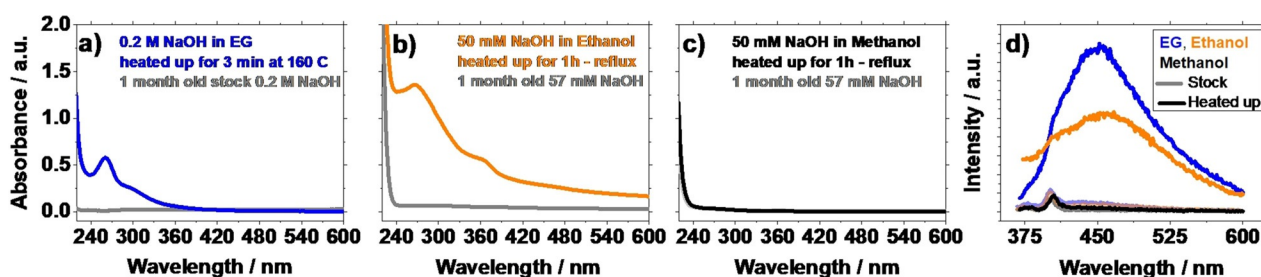 a)
0.2 M NaOH in EG
heated up for 3 min at 160 C
1 month old stock 0.2 M NaOH
b)
50 mM NaOH in Ethanol
heated up for 1h - reflux
1 month old 57 mM NaOH
c)
50 mM NaOH in Methanol
heated up for 1h - reflux
1 month old 57 mM NaOH
d)
EG, Ethanol
Methanol
Stock
Heated up
Absorbance / a.u.
2.0
1.5
1.0
0.5
0.0
Intensity / a.u.
240 300 360 420 480 540 600
240 300 360 420 480 540 600
240 300 360 420 480 540 600
375 450 525 600
Wavelength / nm
Wavelength / nm
Wavelength / nm
Wavelength / nm